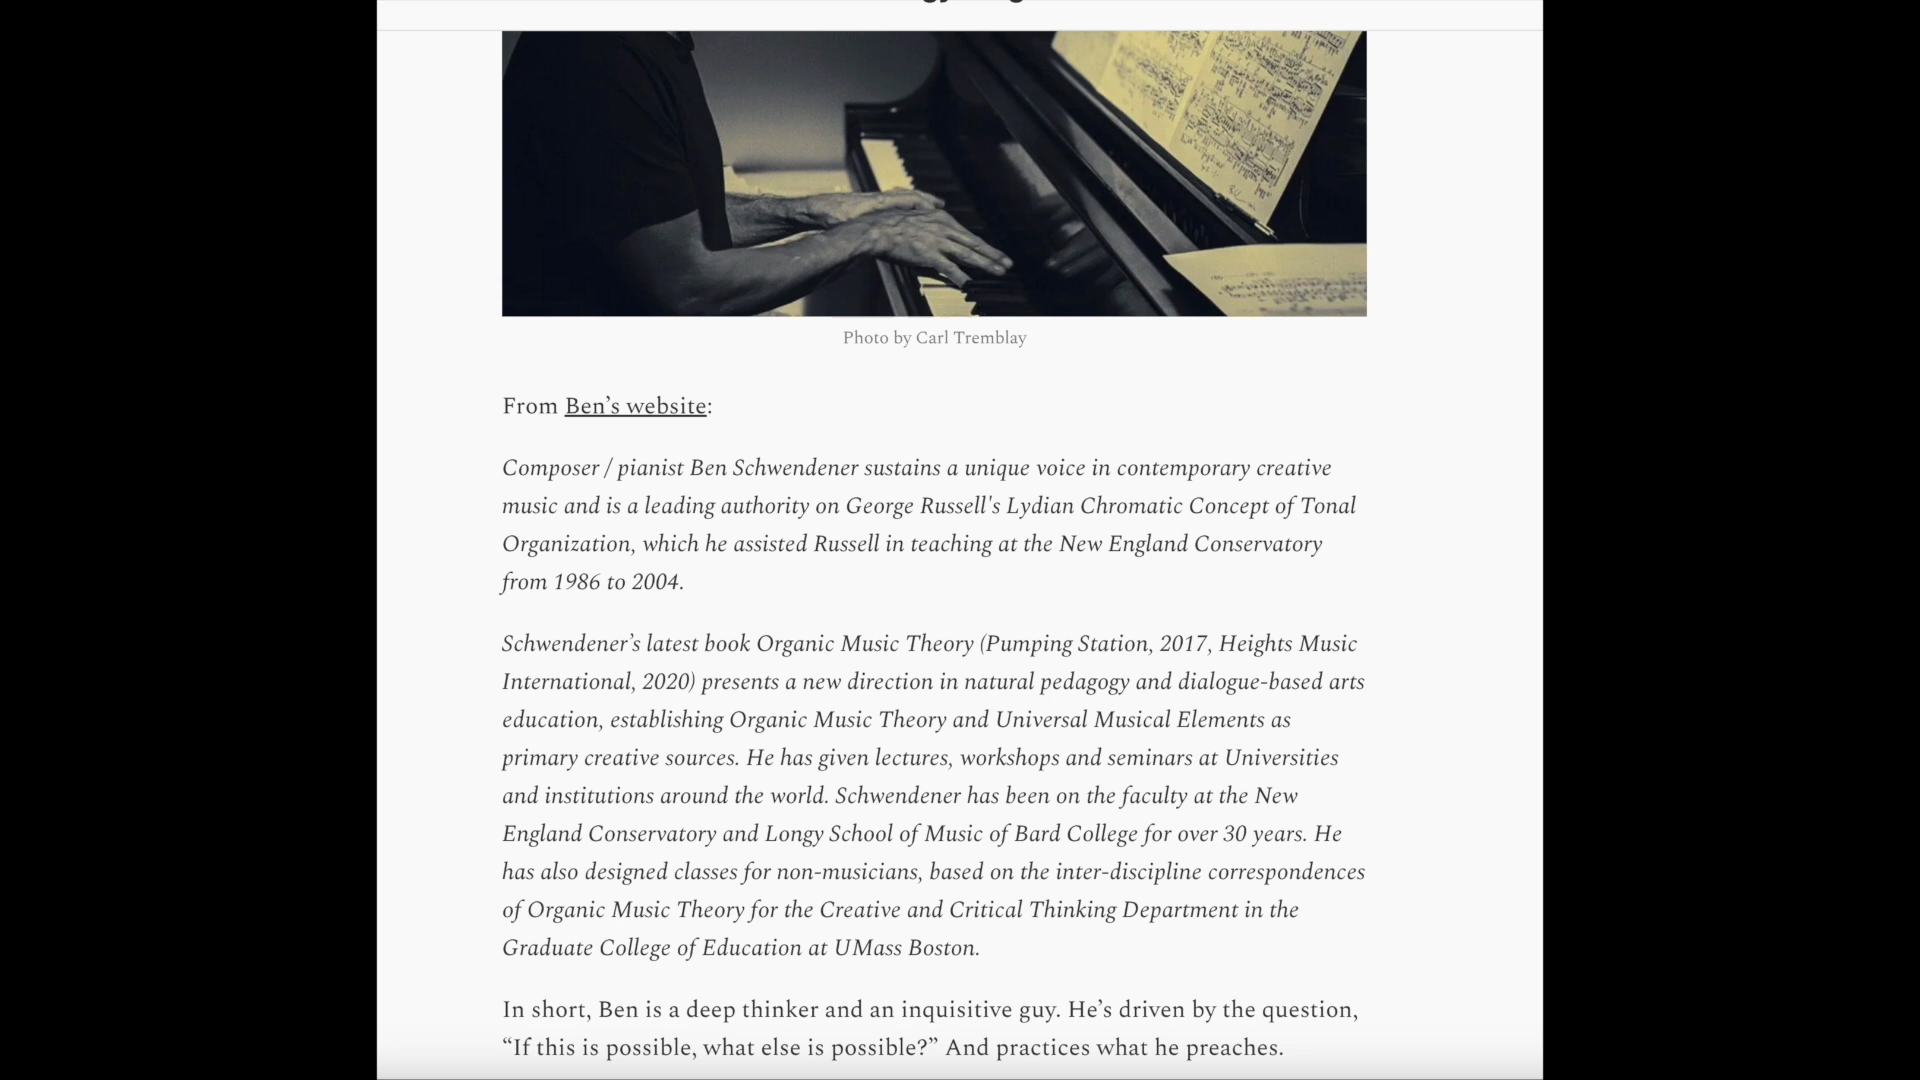 Photo by Carl Tremblay
From Ben’s website:
Composer / pianist Ben Schwendener sustains a unique voice in contemporary creative
music and is a leading authority on George Russell's Lydian Chromatic Concept of Tonal
Organization, which he assisted Russell in teaching at the New England Conservatory
from 1986 to 2004.
Schwendener’s latest book Organic Music Theory (Pumping Station, 2017, Heights Music
International, 2020) presents a new direction in natural pedagogy and dialogue-based arts
education, establishing Organic Music Theory and Universal Musical Elements as
primary creative sources. He has given lectures, workshops and seminars at Universities
and institutions around the world. Schwendener has been on the faculty at the New
England Conservatory and Longy School of Music of Bard College for over 30 years. He
has also designed classes for non-musicians, based on the inter-discipline correspondences
of Organic Music Theory for the Creative and Critical Thinking Department in the
Graduate College of Education at UMass Boston.
In short, Ben is a deep thinker and an inquisitive guy. He’s driven by the question,
“If this is possible, what else is possible?” And practices what he preaches.